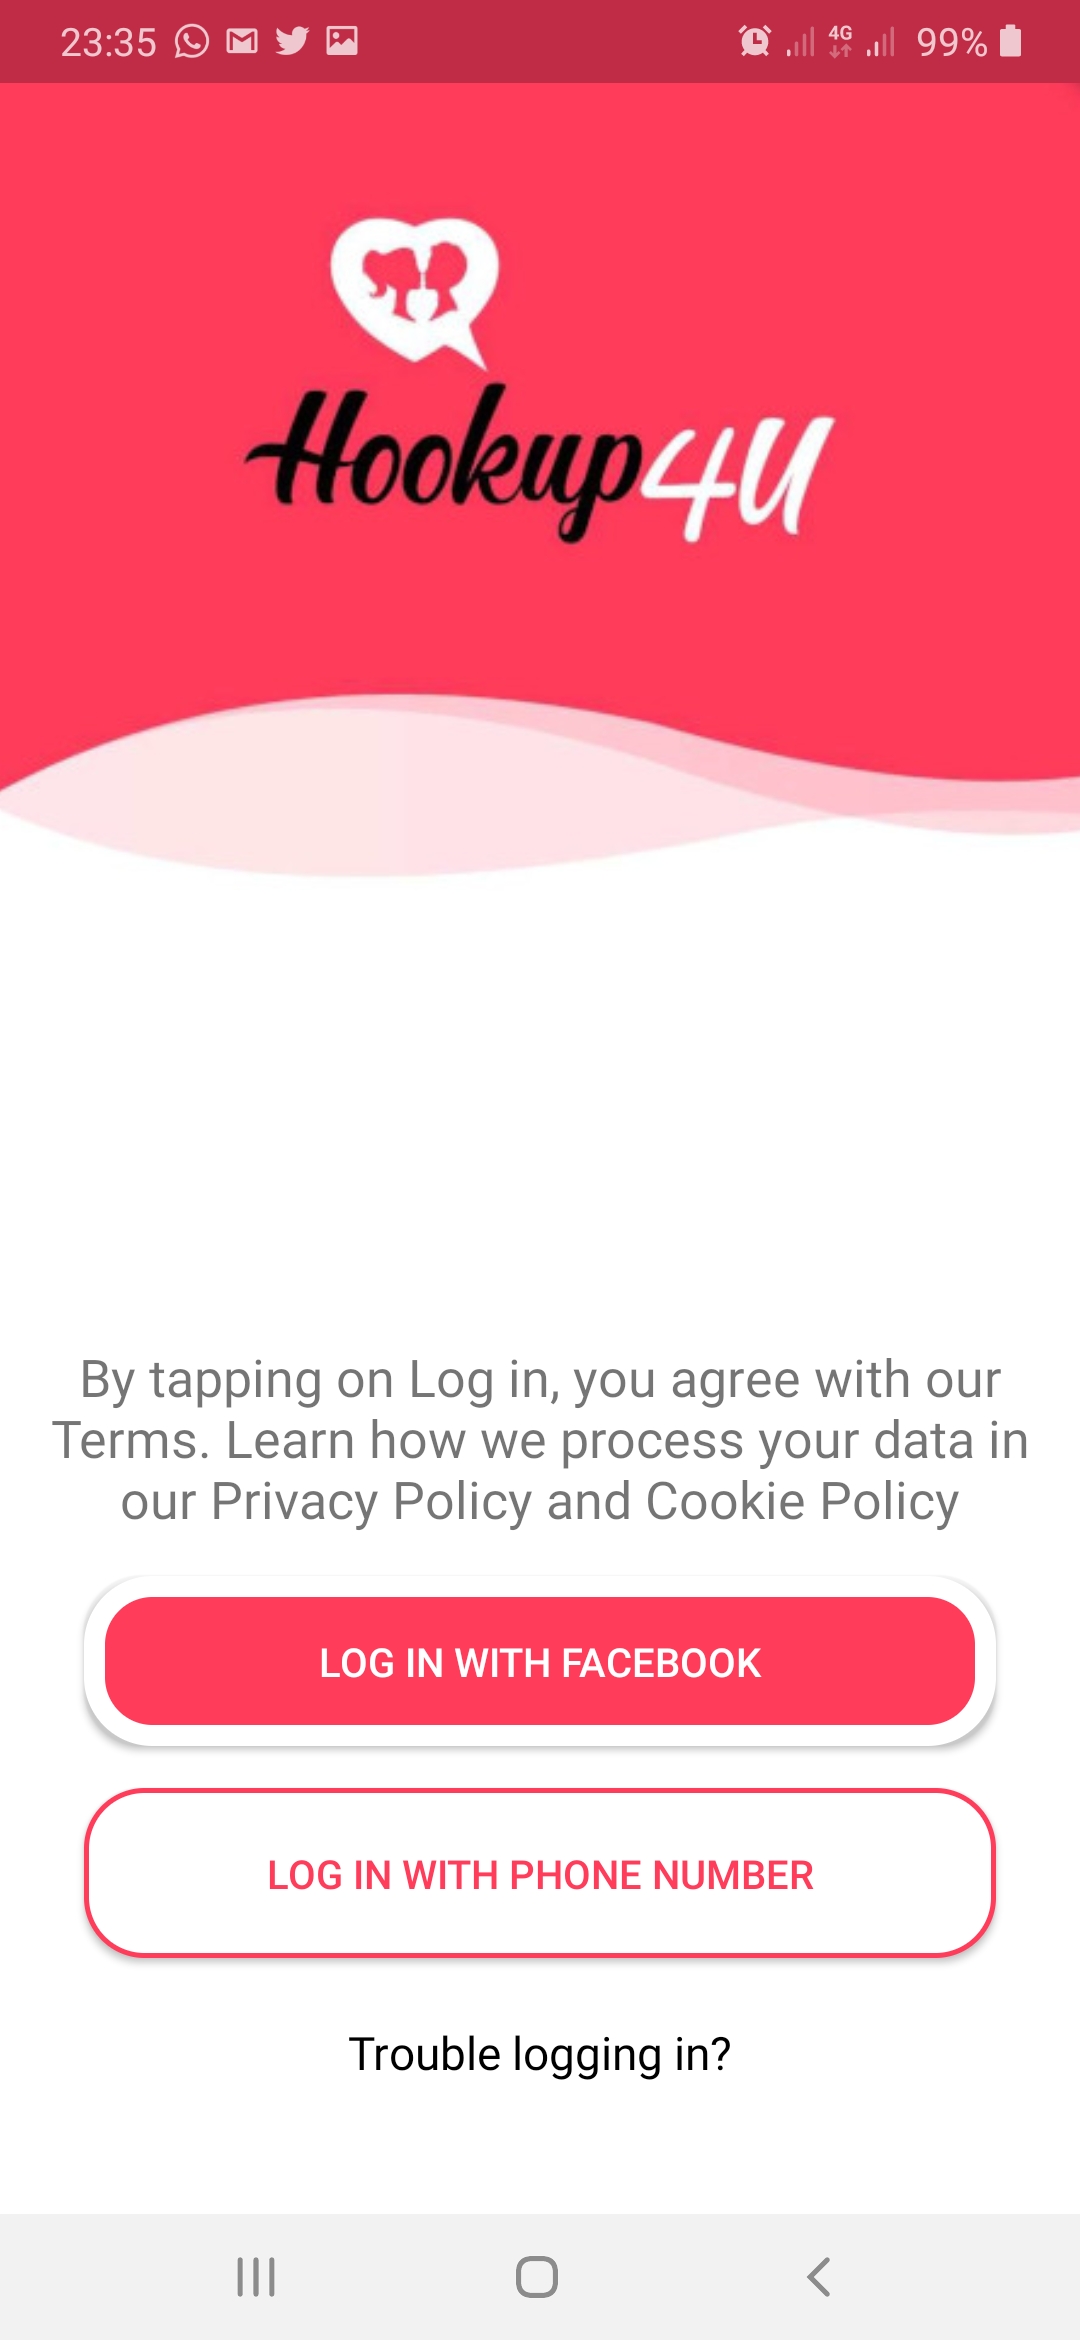 23:35
4G
99%
Hookup4U
By tapping on Log in, you agree with our
Terms. Learn how we process your data in
our Privacy Policy and Cookie Policy
LOG IN WITH FACEBOOK
LOG IN WITH PHONE NUMBER
Trouble logging in?